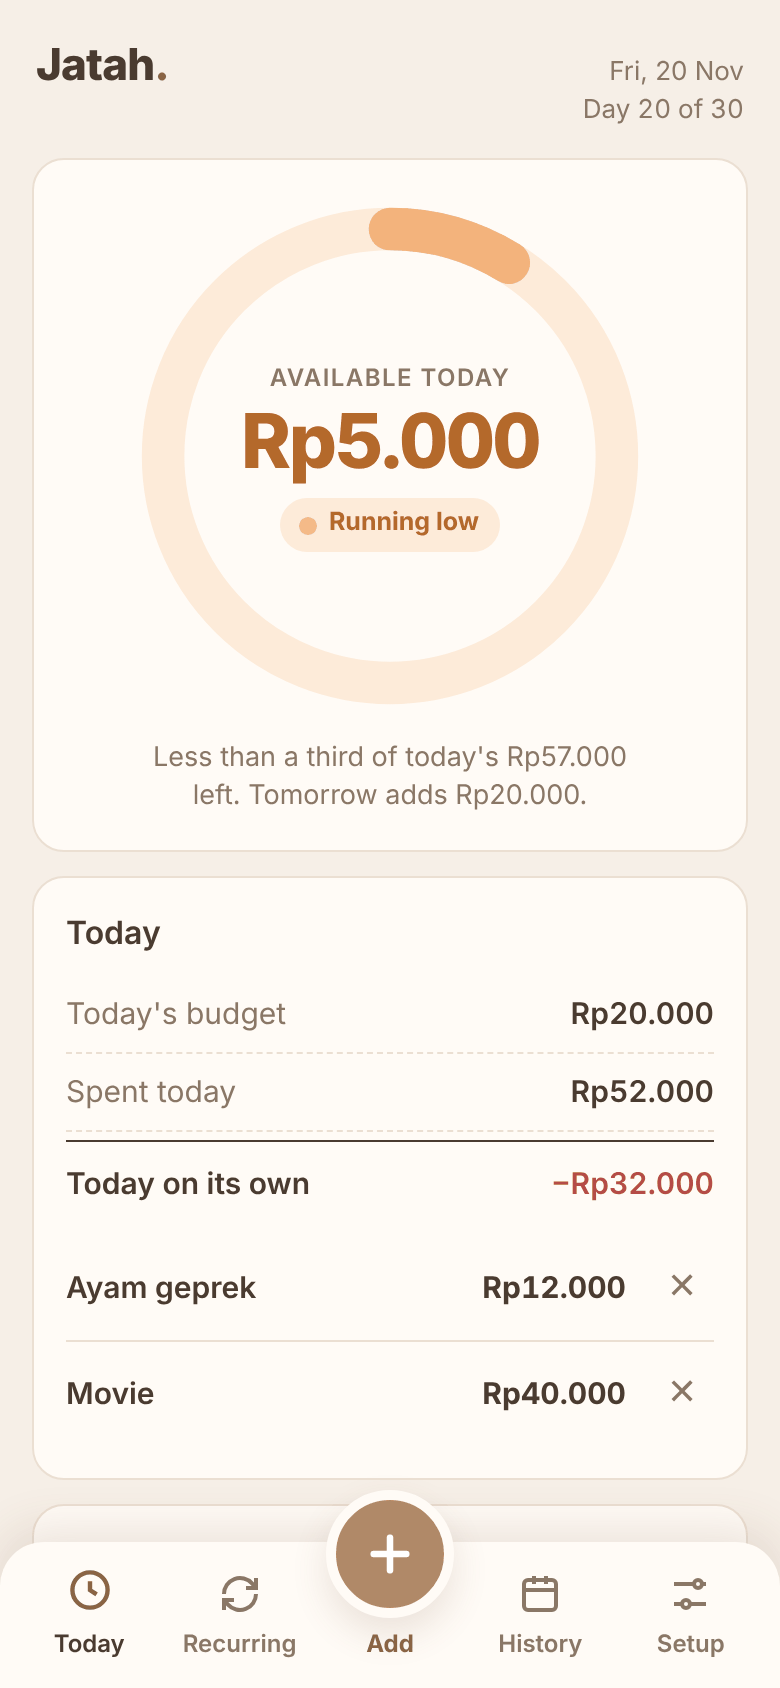 Jatah.
Fri, 20 Nov
Day 20 of 30
AVAILABLE TODAY
Rp5.000
Running low
Less than a third of today's Rp57.000
left. Tomorrow adds Rp20.000.
Today
Today's budget Rp20.000
Spent today Rp52.000
Today on its own −Rp32.000
Ayam geprek Rp12.000 ×
Movie Rp40.000 ×
Today Recurring Add History Setup